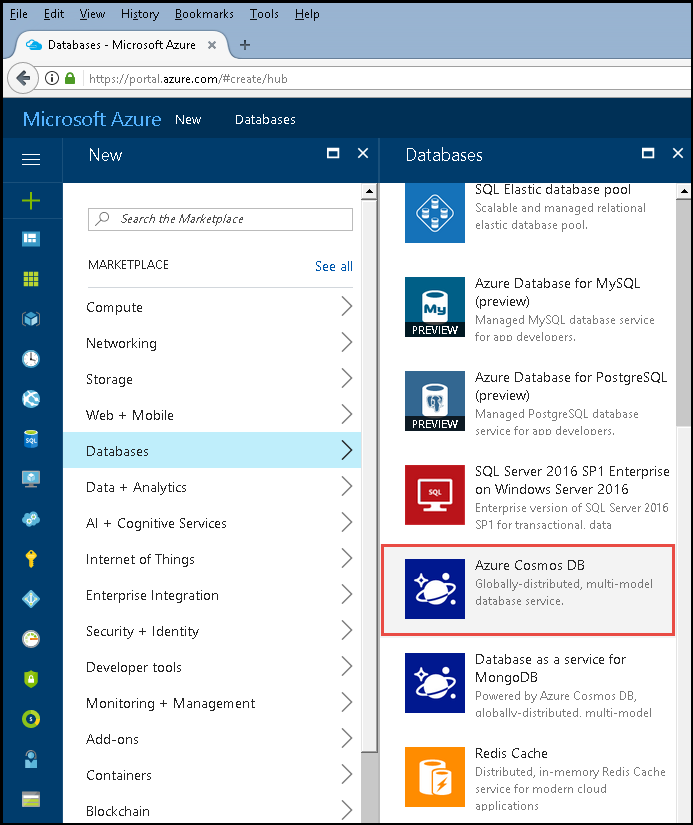 File Edit View History Bookmarks Tools Help
Databases - Microsoft Azure
https://portal.azure.com/#create/hub
Microsoft Azure New Databases
New
Search the Marketplace
MARKETPLACE See all
Compute
Networking
Storage
Web + Mobile
Databases
Data + Analytics
AI + Cognitive Services
Internet of Things
Enterprise Integration
Security + Identity
Developer tools
Monitoring + Management
Add-ons
Containers
Blockchain
SQL
Databases
SQL Elastic database pool
Scalable and managed relational
elastic database pool.
My
PREVIEW
Azure Database for MySQL
(preview)
Managed MySQL database service
for app developers.
PREVIEW
Azure Database for PostgreSQL
(preview)
Managed PostgreSQL database
service for app developers.
SQL
SQL Server 2016 SP1 Enterprise
on Windows Server 2016
Enterprise version of SQL Server 2016
SP1 for transactional, data
Azure Cosmos DB
Globally-distributed, multi-model
database service.
Database as a service for
MongoDB
Powered by Azure Cosmos DB,
globally-distributed, multi-model
Redis Cache
Distributed, in-memory Redis Cache
service for modern cloud
applications